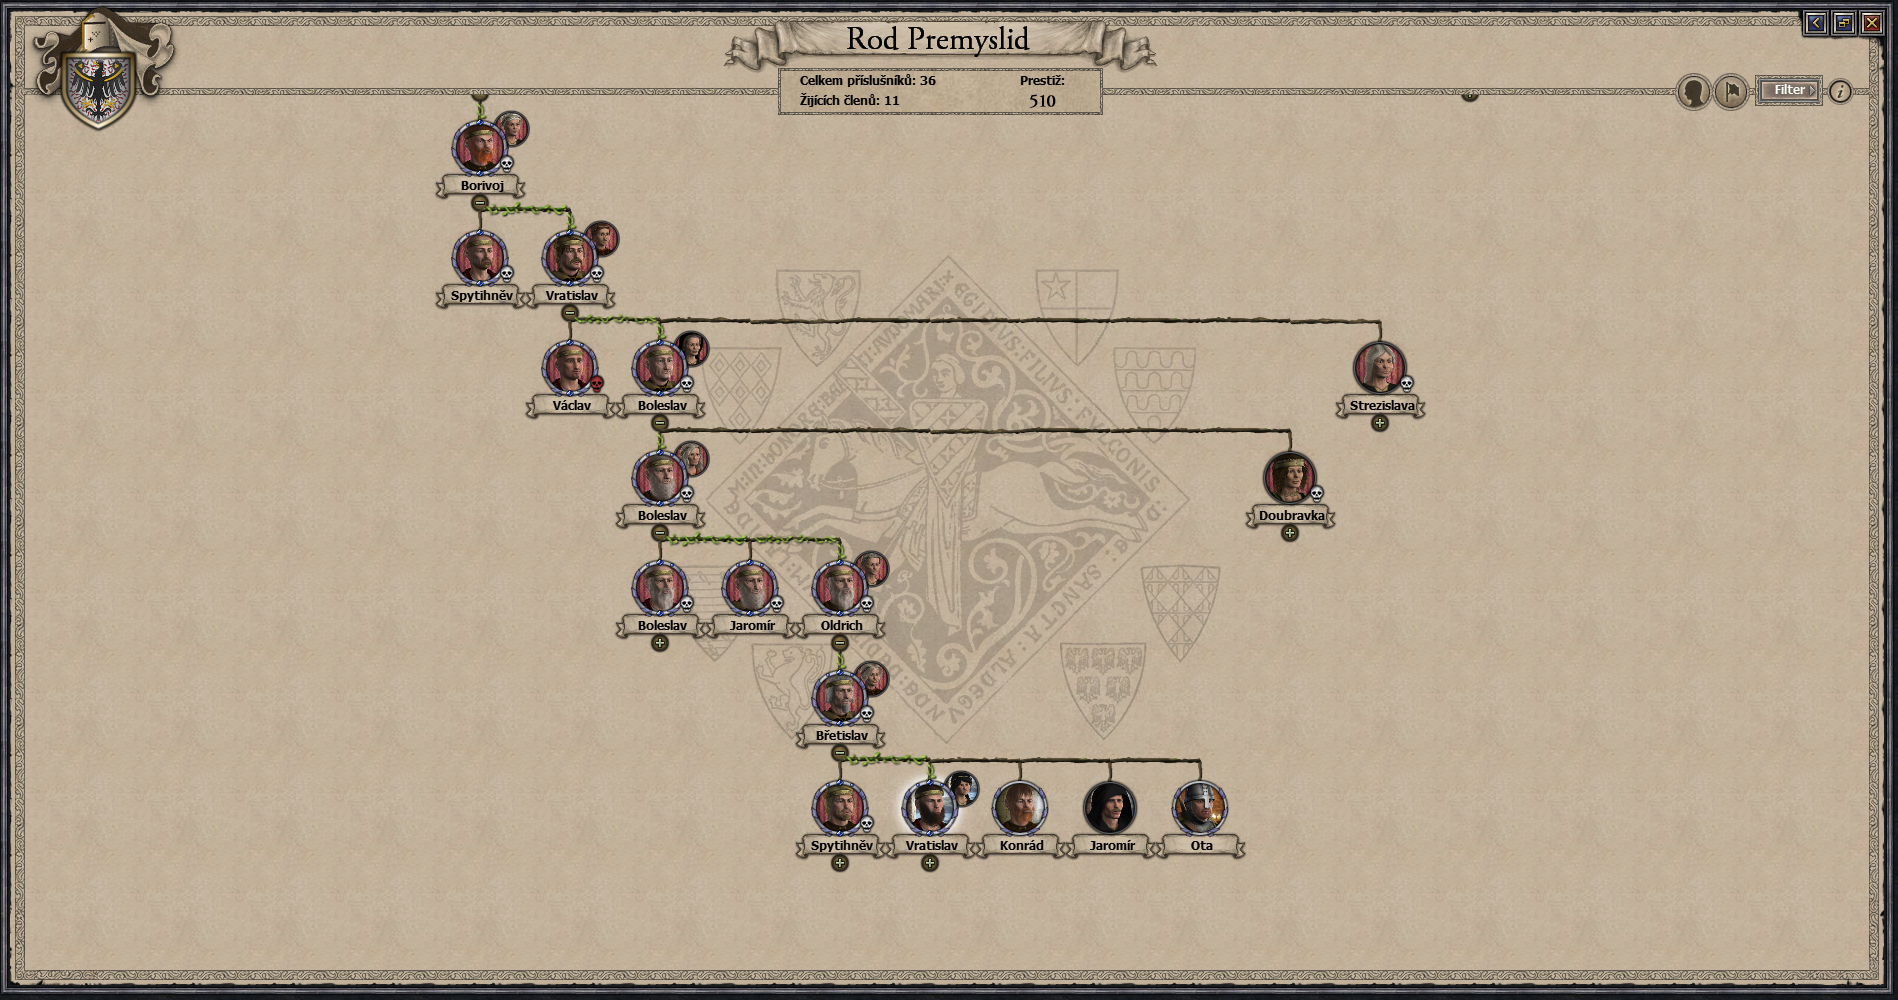 Rod Premyslid
Celkem příslušníků: 36
Prestiž:
Žijících členů: 11
510
Filter
i
Borivoj
Spytihněv
Vratislav
Václav
Boleslav
Strezislava
Boleslav
Doubravka
Boleslav
Jaromír
Oldrich
Břetislav
Spytihněv
Vratislav
Konrád
Jaromír
Ota